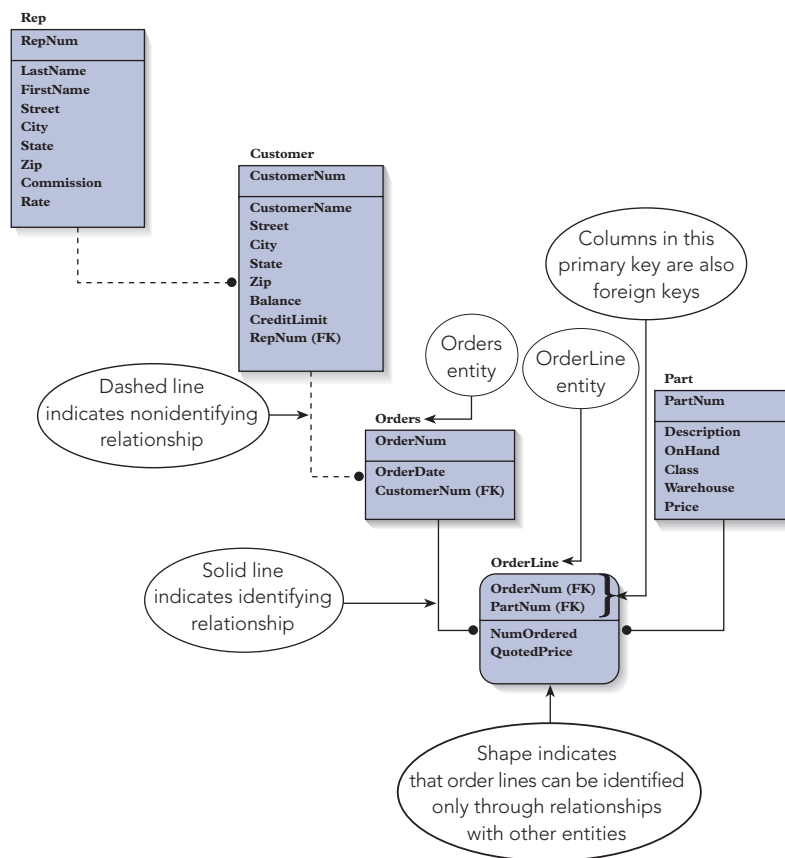 Rep
RepNum
LastName
FirstName
Street
City
State
Zip
Commission
Rate
Customer
CustomerNum
CustomerName
Street
City
State
Zip
Balance
CreditLimit
RepNum (FK)
Columns in this
primary key are also
foreign keys
Orders
entity
OrderLine
entity
Dashed line
indicates nonidentifying
relationship
Orders
OrderNum
OrderDate
CustomerNum (FK)
Part
PartNum
Description
OnHand
Class
Warehouse
Price
Solid line
indicates identifying
relationship
OrderLine
OrderNum (FK)
PartNum (FK)
NumOrdered
QuotedPrice
Shape indicates
that order lines can be identified
only through relationships
with other entities